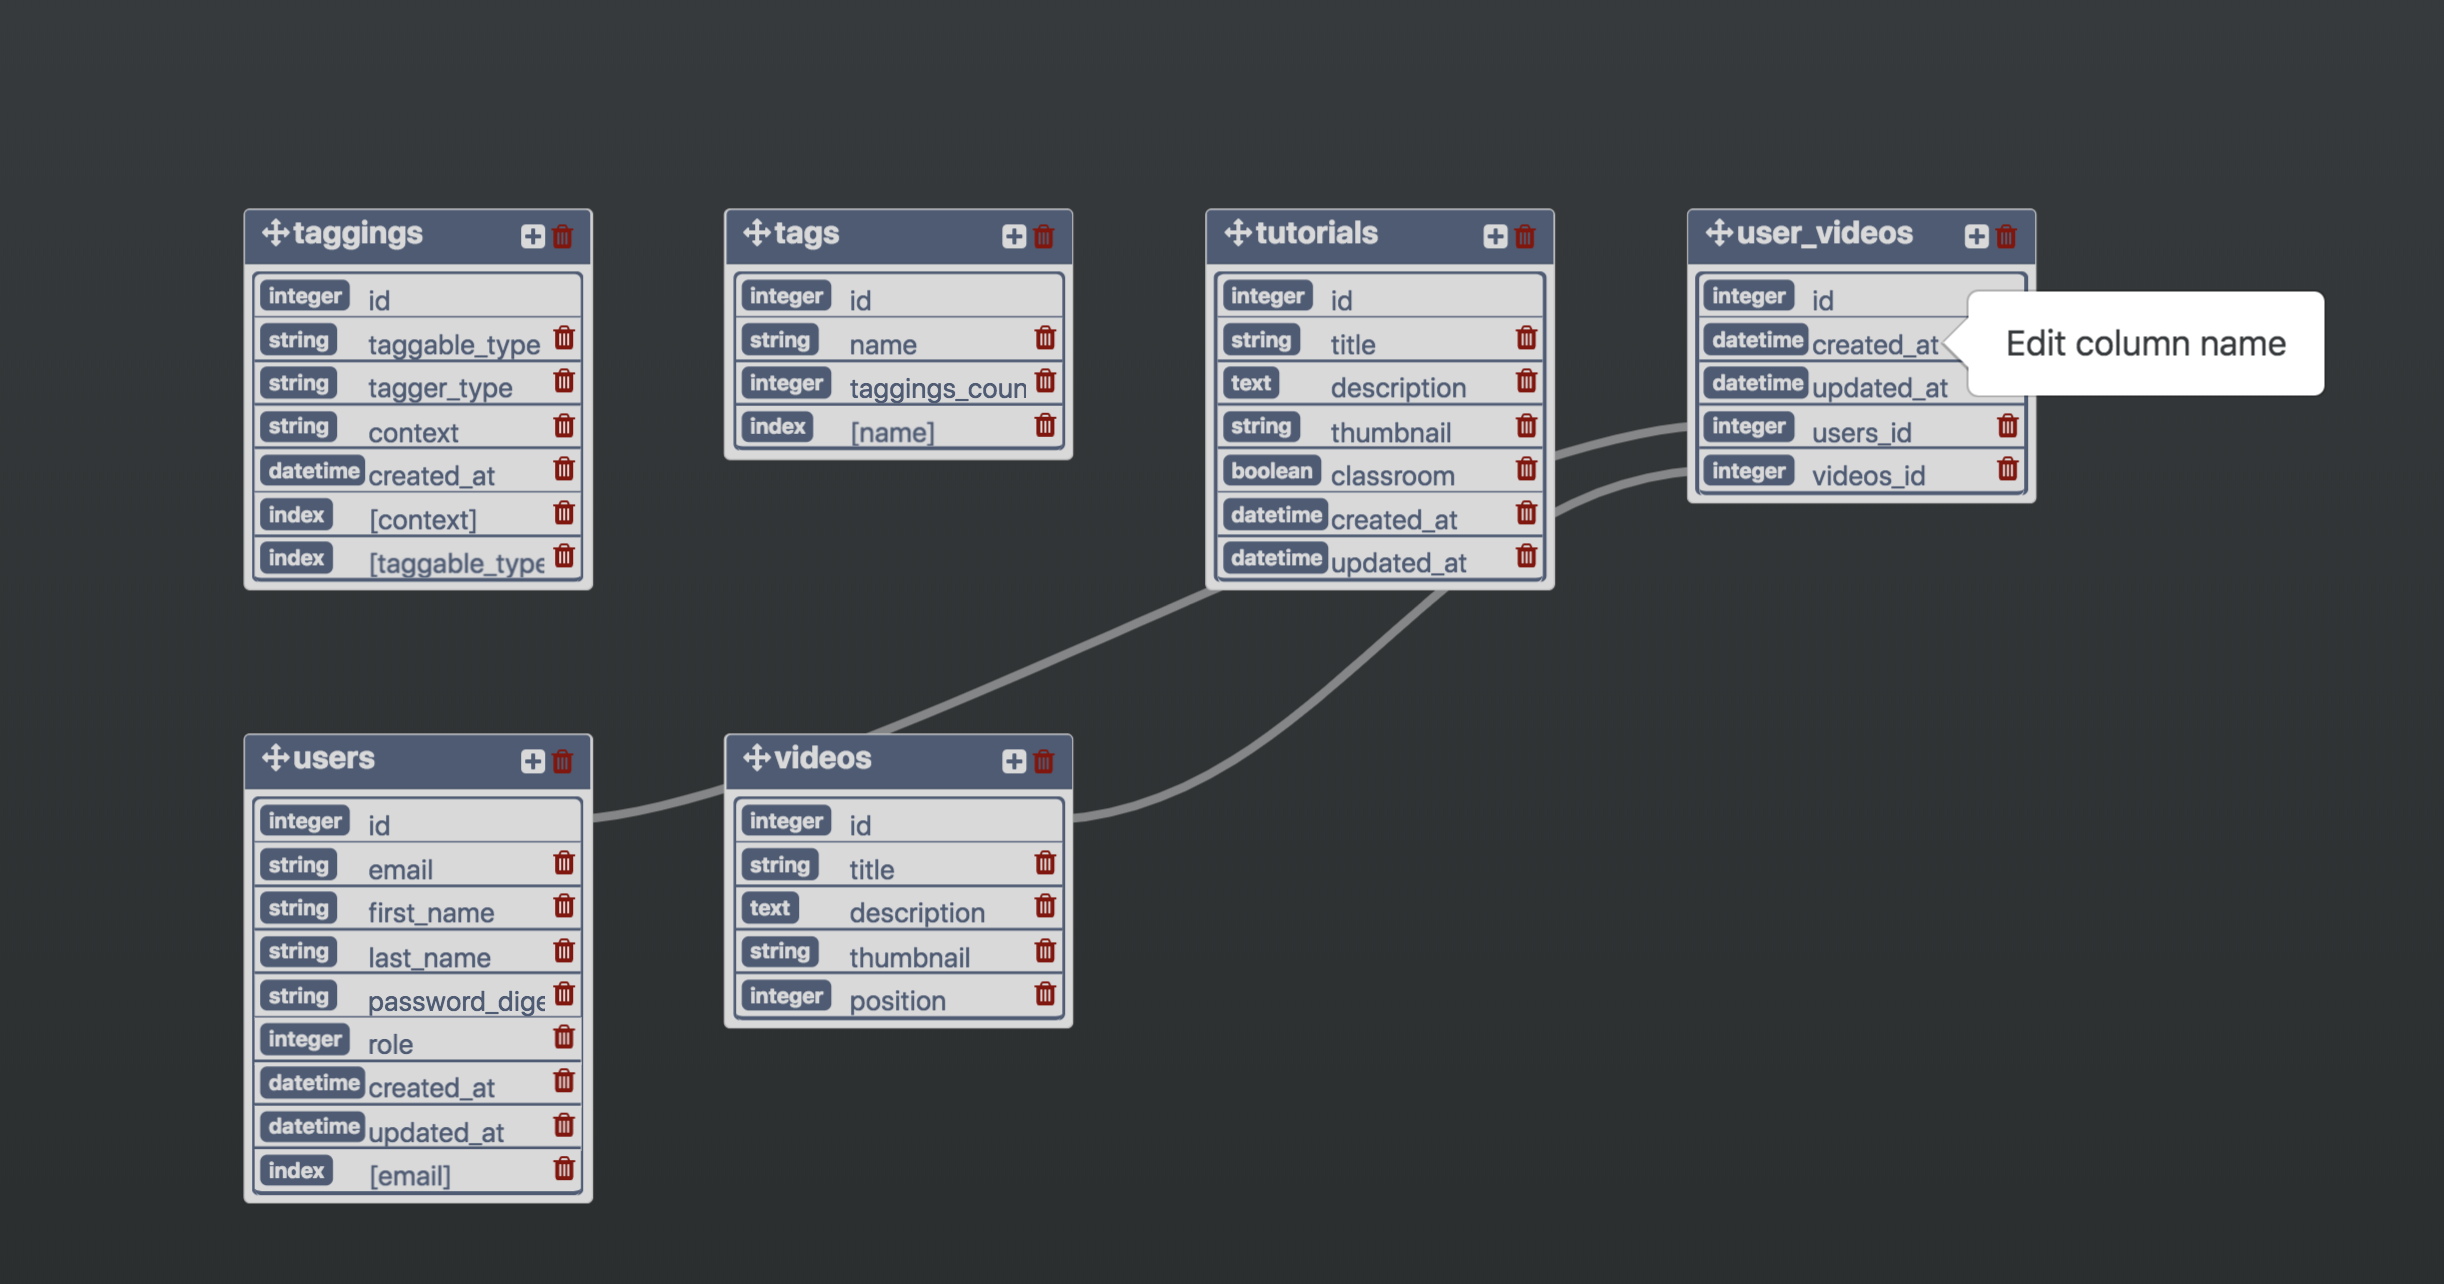 taggings
integer id
string taggable_type
string tagger_type
string context
datetime created_at
index [context]
index [taggable_type
tags
integer id
string name
integer taggings_coun
index [name]
tutorials
integer id
string title
text description
string thumbnail
boolean classroom
datetime created_at
datetime updated_at
user_videos
integer id
datetime created_at
Edit column name
datetime updated_at
integer users_id
integer videos_id
users
integer id
string email
string first_name
string last_name
string password_dige
integer role
datetime created_at
datetime updated_at
index [email]
videos
integer id
string title
text description
string thumbnail
integer position